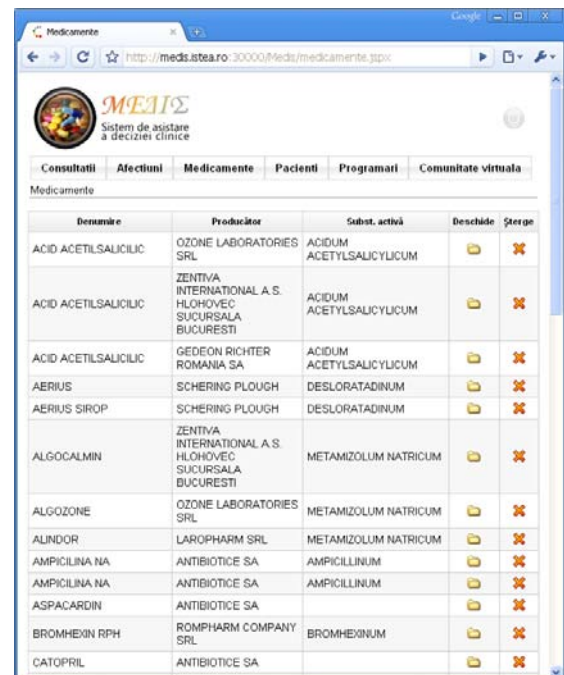 Google
Medicamente
http://medis.istea.ro:30000/Medis/medicamente.jspx
ΜΕΔΙΣ
Sistem de asistare
a deciziei clinice
Consultatii Afectiuni Medicamente Pacienti Programari Comunitate virtuala
Medicamente
Denumire Producător Subst. activă Deschide Şterge
ACID ACETILSALICILIC OZONE LABORATORIES ACIDUM
SRL ACETYLSALICYLICUM
ZENTIVA
INTERNATIONAL A.S.
ACID ACETILSALICILIC HLOHOVEC ACIDUM
SUCURSALA ACETYLSALICYLICUM
BUCURESTI
ACID ACETILSALICILIC GEDEON RICHTER ACIDUM
ROMANIA SA ACETYLSALICYLICUM
AERIUS SCHERING PLOUGH DESLORATADINUM
AERIUS SIROP SCHERING PLOUGH DESLORATADINUM
ZENTIVA
INTERNATIONAL A.S.
ALGOCALMIN HLOHOVEC METAMIZOLUM NATRICUM
SUCURSALA
BUCURESTI
ALGOZONE OZONE LABORATORIES METAMIZOLUM NATRICUM
SRL
ALINDOR LAROPHARM SRL METAMIZOLUM NATRICUM
AMPICILINA NA ANTIBIOTICE SA AMPICILLINUM
AMPICILINA NA ANTIBIOTICE SA AMPICILLINUM
ASPACARDIN ANTIBIOTICE SA
BROMHEXIN RPH ROMPHARM COMPANY BROMHEXINUM
SRL
CATOPRIL ANTIBIOTICE SA